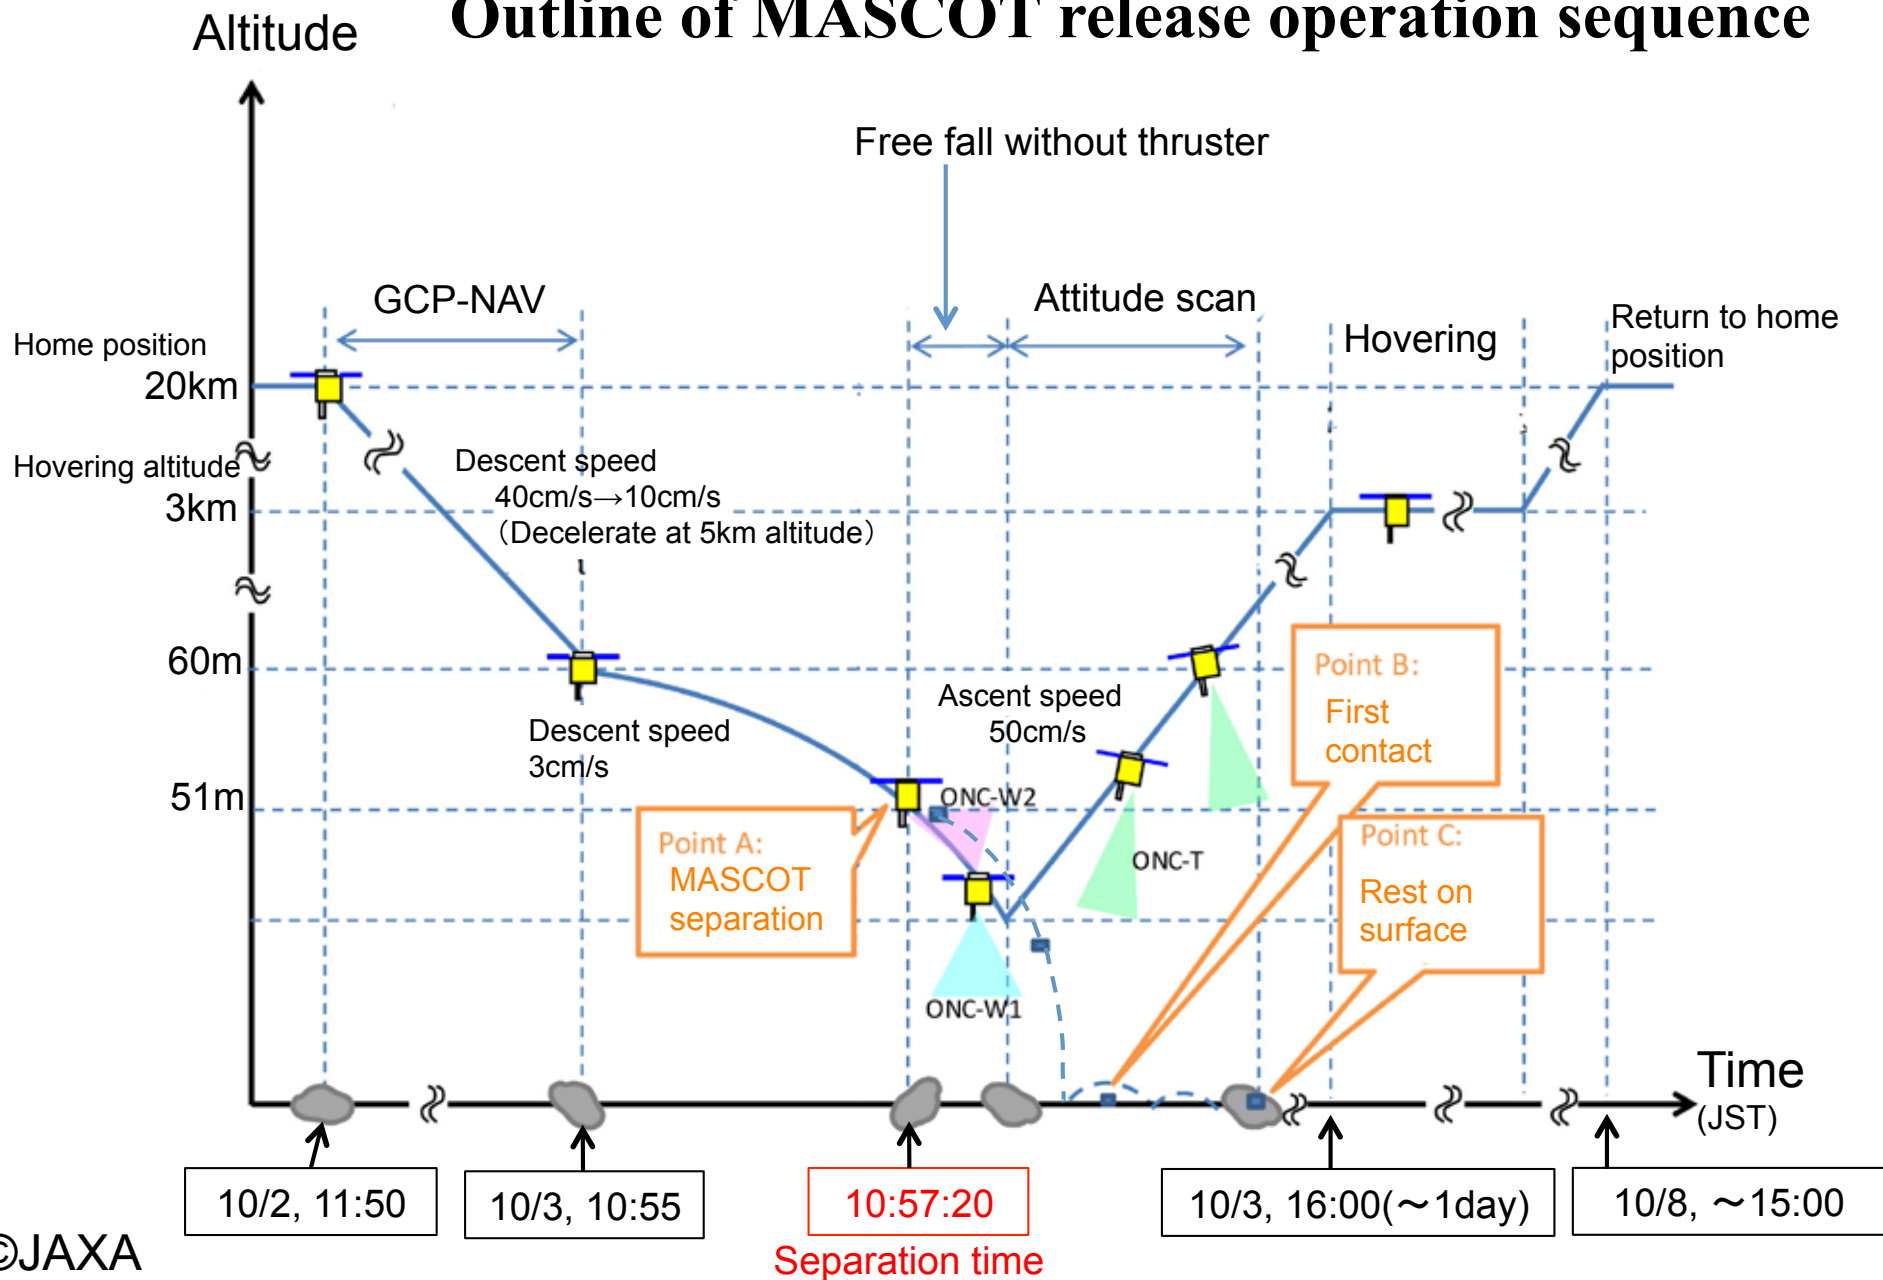 Outline of MASCOT release operation sequence
Altitude
Free fall without thruster
GCP-NAV
Attitude scan
Hovering
Return to home
position
Home position
20km
Hovering altitude
3km
Descent speed
40cm/s→10cm/s
(Decelerate at 5km altitude)
60m
Descent speed
3cm/s
Ascent speed
50cm/s
Point B:
First
contact
51m
ONC-W2
Point A:
MASCOT
separation
ONC-T
Point C:
Rest on
surface
ONC-W1
Time
(JST)
10/2, 11:50
10/3, 10:55
10:57:20
10/3, 16:00(~1day)
10/8, ~15:00
Separation time
©JAXA